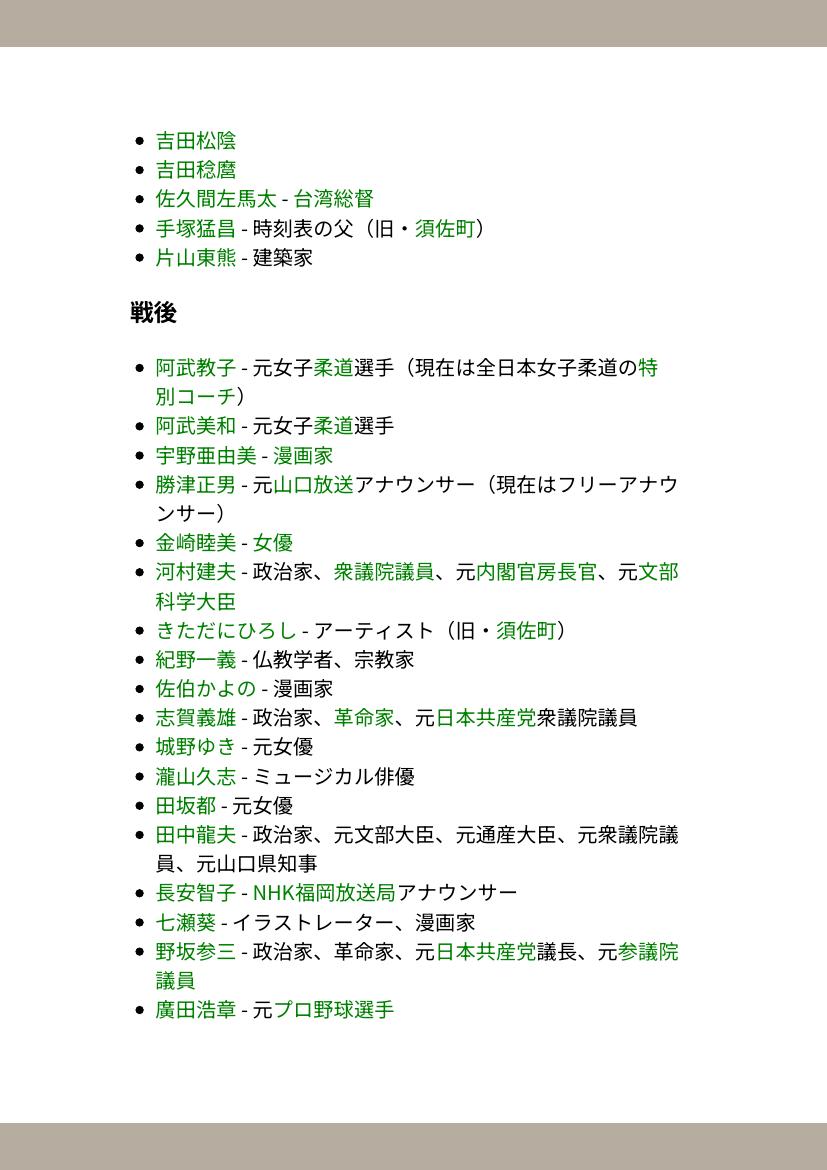 吉田松陰
吉田稔麿
佐久間左馬太 - 台湾総督
手塚猛昌 - 時刻表の父（旧・須佐町）
片山東熊 - 建築家
戦後
阿武教子 - 元女子柔道選手（現在は全日本女子柔道の特
別コーチ）
阿武美和 - 元女子柔道選手
宇野亜由美 - 漫画家
勝津正男 - 元山口放送アナウンサー（現在はフリーアナウ
ンサー）
金崎睦美 - 女優
河村建夫 - 政治家、衆議院議員、元内閣官房長官、元文部
科学大臣
きただにひろし - アーティスト（旧・須佐町）
紀野一義 - 仏教学者、宗教家
佐伯かよの - 漫画家
志賀義雄 - 政治家、革命家、元日本共産党衆議院議員
城野ゆき - 元女優
瀧山久志 - ミュージカル俳優
田坂都 - 元女優
田中龍夫 - 政治家、元文部大臣、元通産大臣、元衆議院議
員、元山口県知事
長安智子 - NHK福岡放送局アナウンサー
七瀬葵 - イラストレーター、漫画家
野坂参三 - 政治家、革命家、元日本共産党議長、元参議院
議員
廣田浩章 - 元プロ野球選手